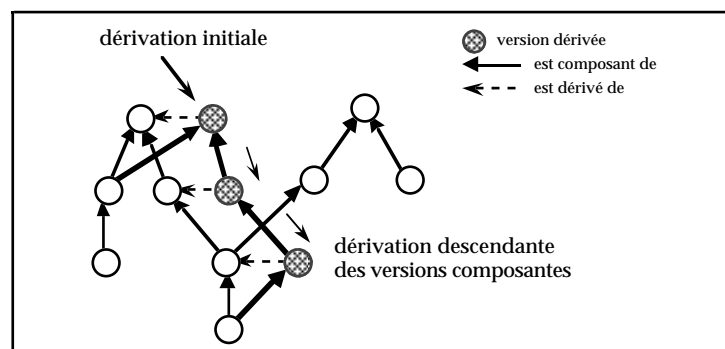 dérivation initiale
version dérivée
est composant de
est dérivé de
dérivation descendante
des versions composantes